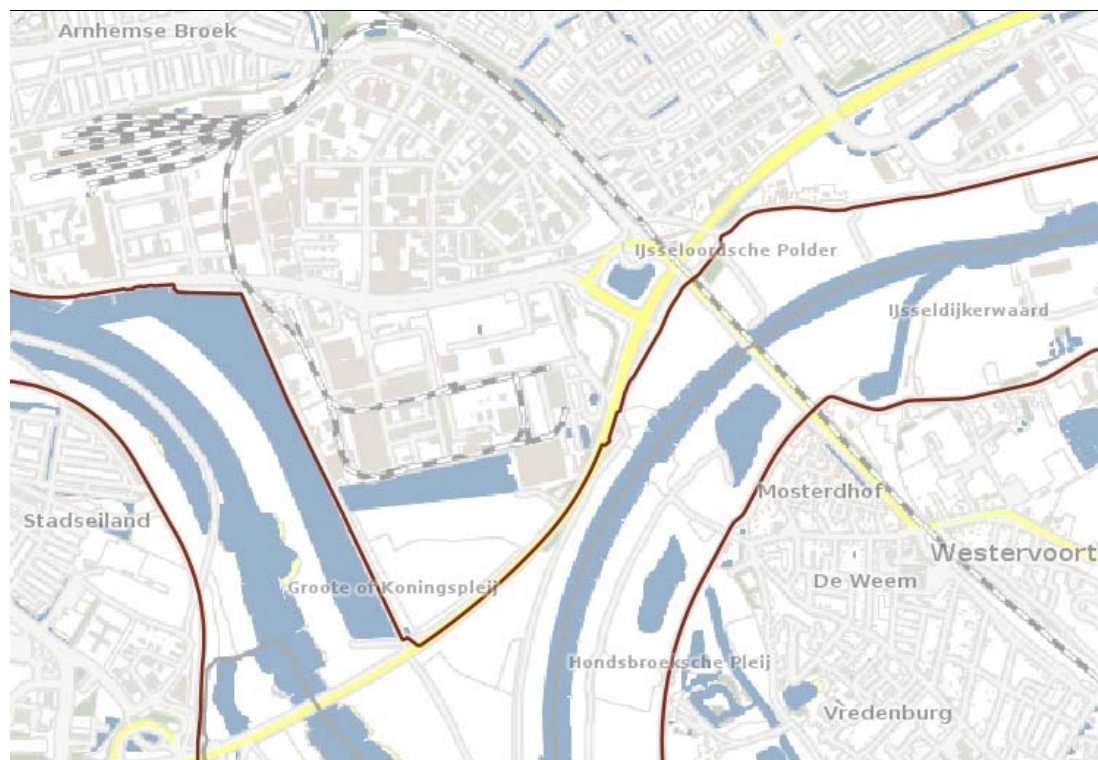 Arnhemse Broek
IJsseloordsche Polder
IJsseldijkerwaard
Mosterdhof
Stadseiland
Westervoort
De Weem
Groote of Koningspleij
Hondsbroeksche Pleij
Vredenburg